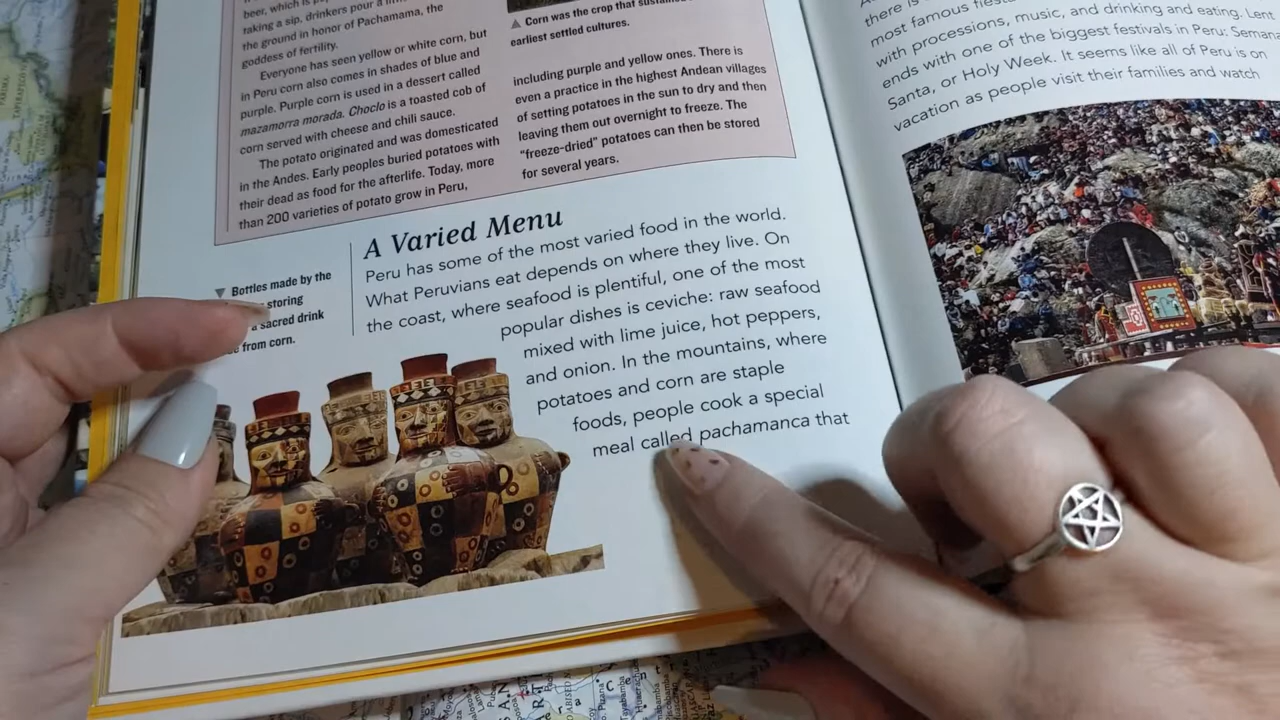 beer, which is
taking a sip, drinkers pour a
the ground in honor of Pachamama, the
goddess of fertility.
Everyone has seen yellow or white corn, but
in Peru corn also comes in shades of blue and
purple. Purple corn is used in a dessert called
mazamorra morada. Choclo is a toasted cob of
corn served with cheese and chili sauce.
The potato originated and was domesticated
in the Andes. Early peoples buried potatoes with
their dead as food for the afterlife. Today, more
than 200 varieties of potato grow in Peru,
▲ Corn was the crop that
earliest settled cultures.
including purple and yellow ones. There is
even a practice in the highest Andean villages
of setting potatoes in the sun to dry and then
leaving them out overnight to freeze. The
“freeze-dried” potatoes can then be stored
for several years.
A Varied Menu
Peru has some of the most varied food in the world.
What Peruvians eat depends on where they live. On
the coast, where seafood is plentiful, one of the most
popular dishes is ceviche: raw seafood
mixed with lime juice, hot peppers,
and onion. In the mountains, where
potatoes and corn are staple
foods, people cook a special
meal called pachamanca that
▼ Bottles made by the
storing
a sacred drink
from corn.
there is
most famous
with processions, music, and drinking and eating. Lent
ends with one of the biggest festivals in Peru: Semana
Santa, or Holy Week. It seems like all of Peru is on
vacation as people visit their families and watch